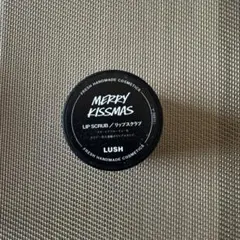 FRESH HANDMADE COSMETICS
MERRY
KISSMAS
LIP SCRUB／リップスクラブ
LUSH
FRESH HANDMADE COSMETICS